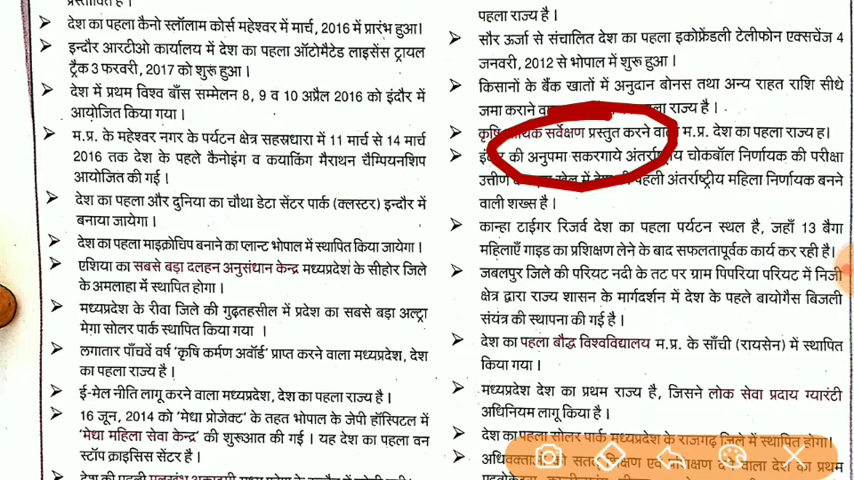 प्रस्तावित है।
देश का पहला कैनो स्लॉलाम कोर्स महेश्वर में मार्च, 2016 में प्रारंभ हुआ।
इन्दौर आरटीओ कार्यालय में देश का पहला ऑटोमैटेड लाइसेंस ट्रायल
ट्रैक 3 फरवरी, 2017 को शुरू हुआ।
देश में प्रथम विश्व बाँस सम्मेलन 8, 9 व 10 अप्रैल 2016 को इंदौर में
आयोजित किया गया।
म.प्र. के महेश्वर नगर के पर्यटन क्षेत्र सहस्रधारा में 11 मार्च से 14 मार्च
2016 तक देश के पहले कैनोइंग व कयाकिंग मैराथन चैम्पियनशिप
आयोजित की गई।
देश का पहला और दुनिया का चौथा डेटा सेंटर पार्क (क्लस्टर) इन्दौर में
बनाया जायेगा।
देश का पहला माइक्रोचिप बनाने का प्लान्ट भोपाल में स्थापित किया जायेगा।
एशिया का सबसे बड़ा दलहन अनुसंधान केन्द्र मध्यप्रदेश के सीहोर जिले
के अमलाहा में स्थापित होगा।
मध्यप्रदेश के रीवा जिले की गुढ़तहसील में प्रदेश का सबसे बड़ा अल्ट्रा
मेगा सोलर पार्क स्थापित किया गया ।
लगातार पाँचवें वर्ष 'कृषि कर्मण अवॉर्ड' प्राप्त करने वाला मध्यप्रदेश, देश
का पहला राज्य है।
ई-मेल नीति लागू करने वाला मध्यप्रदेश, देश का पहला राज्य है।
16 जून, 2014 को 'मेधा प्रोजेक्ट' के तहत भोपाल के जेपी हॉस्पिटल में
'मेधा महिला सेवा केन्द्र' की शुरूआत की गई। यह देश का पहला वन
स्टॉप क्राइसिस सेंटर है।
देश की पहली
पहला राज्य है।
सौर ऊर्जा से संचालित देश का पहला इकोफ्रेंडली टेलीफोन एक्सचेंज 4
जनवरी, 2012 से भोपाल में शुरू हुआ।
किसानों के बैंक खातों में अनुदान बोनस तथा अन्य राहत राशि सीधे
जमा कराने पहला राज्य है।
कृषि सर्वेक्षण प्रस्तुत करने वाला म.प्र. देश का पहला राज्य है।
इंदौर की अनुपमा सकरगाये अंतर्राष्ट्रीय चोकबॉल निर्णायक की परीक्षा
उत्तीर्ण खेल में पहली अंतर्राष्ट्रीय महिला निर्णायक बनने
वाली शख्स है।
कान्हा टाईगर रिजर्व देश का पहला पर्यटन स्थल है, जहाँ 13 बैगा
महिलाएँ गाइड का प्रशिक्षण लेने के बाद सफलतापूर्वक कार्य कर रही है।
जबलपुर जिले की परियट नदी के तट पर ग्राम पिपरिया परियट में निजी
क्षेत्र द्वारा राज्य शासन के मार्गदर्शन में देश के पहले बायोगैस बिजली
संयंत्र की स्थापना की गई है।
देश का पहला बौद्ध विश्वविद्यालय म.प्र. के साँची (रायसेन) में स्थापित
किया गया।
मध्यप्रदेश देश का प्रथम राज्य है, जिसने लोक सेवा प्रदाय ग्यारंटी
अधिनियम लागू किया है।
देश का पहला सोलर पार्क मध्यप्रदेश के राजगढ़ जिले में स्थापित होगा।
देश का प्रथम